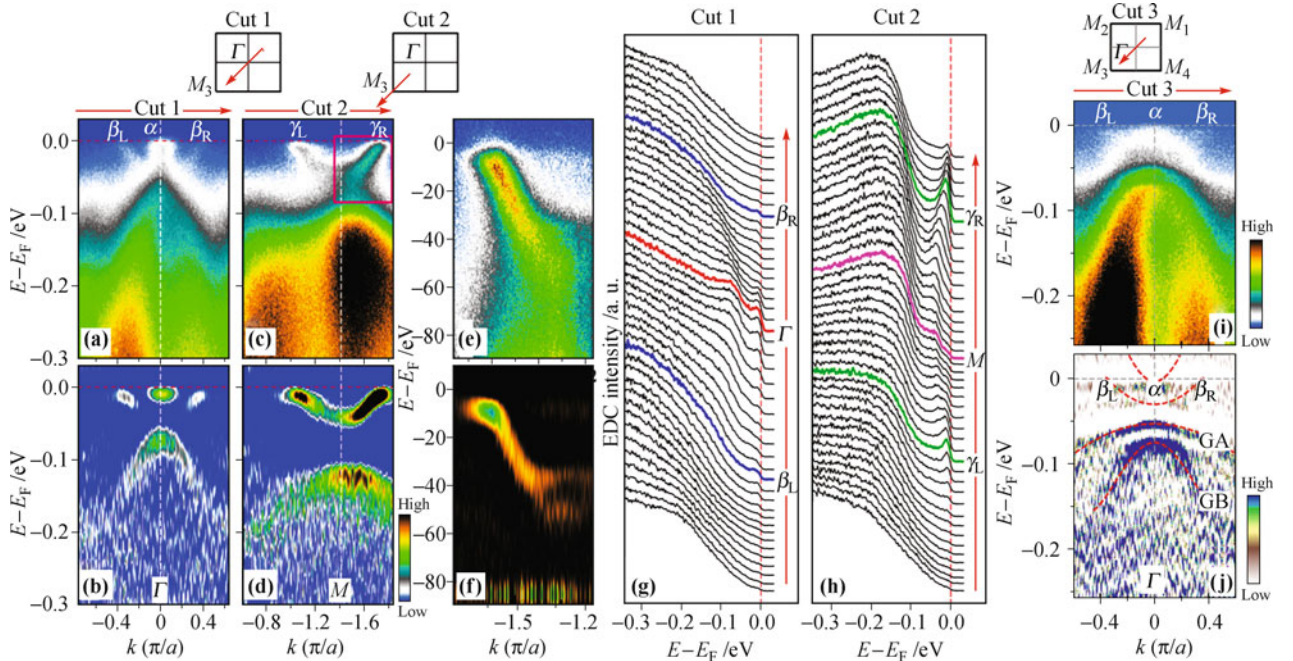 Cut 1
Γ
M3
Cut 2
M3
Cut 1
βL α βR
E−EF /eV
0.0
−0.1
−0.2
−0.3
(a)
Cut 2
γL γR
(c)
E−EF /eV
0
−20
−40
−60
−80
(e)
E−EF /eV
0.0
−0.1
−0.2
−0.3
(b)
Γ
−0.4 0 0.4
k (π/a)
(d)
M
High
Low
−0.8 −1.2 −1.6
k (π/a)
0
−20
−40
−60
−80
(f)
−1.5 −1.2
k (π/a)
Cut 1
EDC intensity /a. u.
βR
Γ
βL
(g)
−0.3 −0.2 −0.1 0.0
E−EF /eV
Cut 2
γR
M
γL
(h)
−0.3 −0.2 −0.1 0.0
E−EF /eV
Cut 3
M2 M1
Γ
M3 M4
Cut 3
βL α βR
E−EF /eV
0
−0.1
−0.2
(i)
High
Low
E−EF /eV
0
−0.1
−0.2
βL α βR
GA
GB
Γ
(j)
High
Low
−0.4 0 0.4
k (π/a)